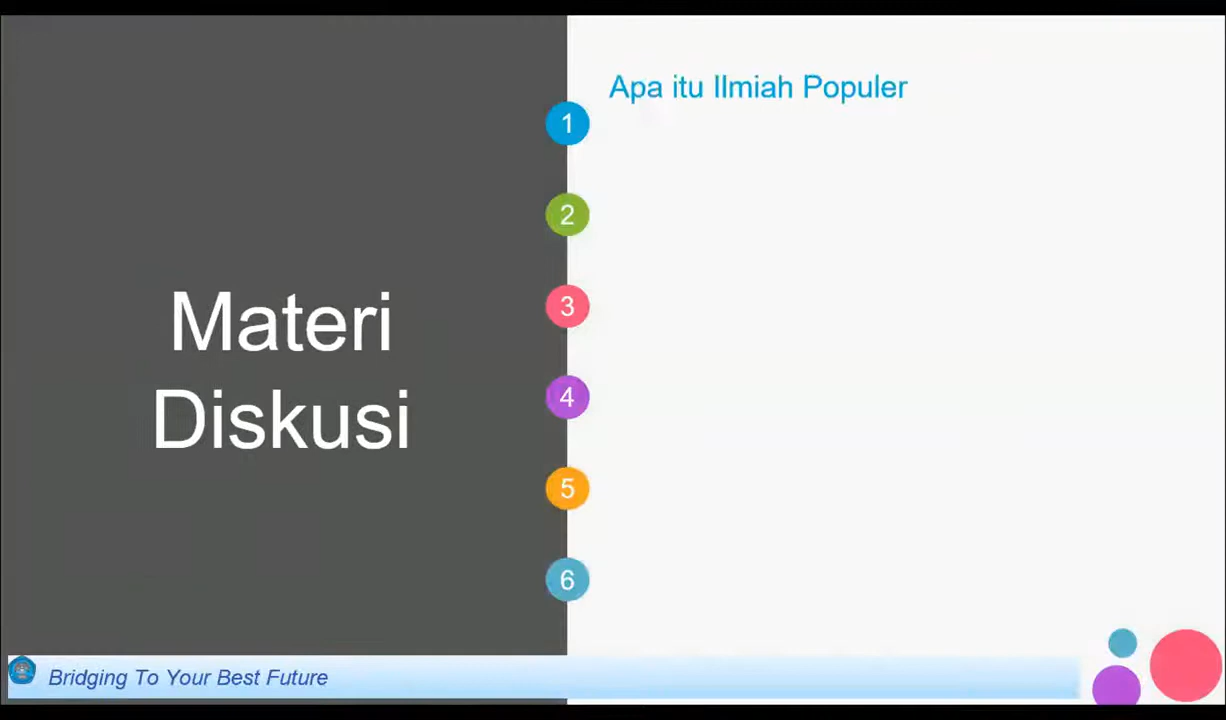 Apa itu Ilmiah Populer
1
2
3
4
5
6
Materi
Diskusi
Bridging To Your Best Future